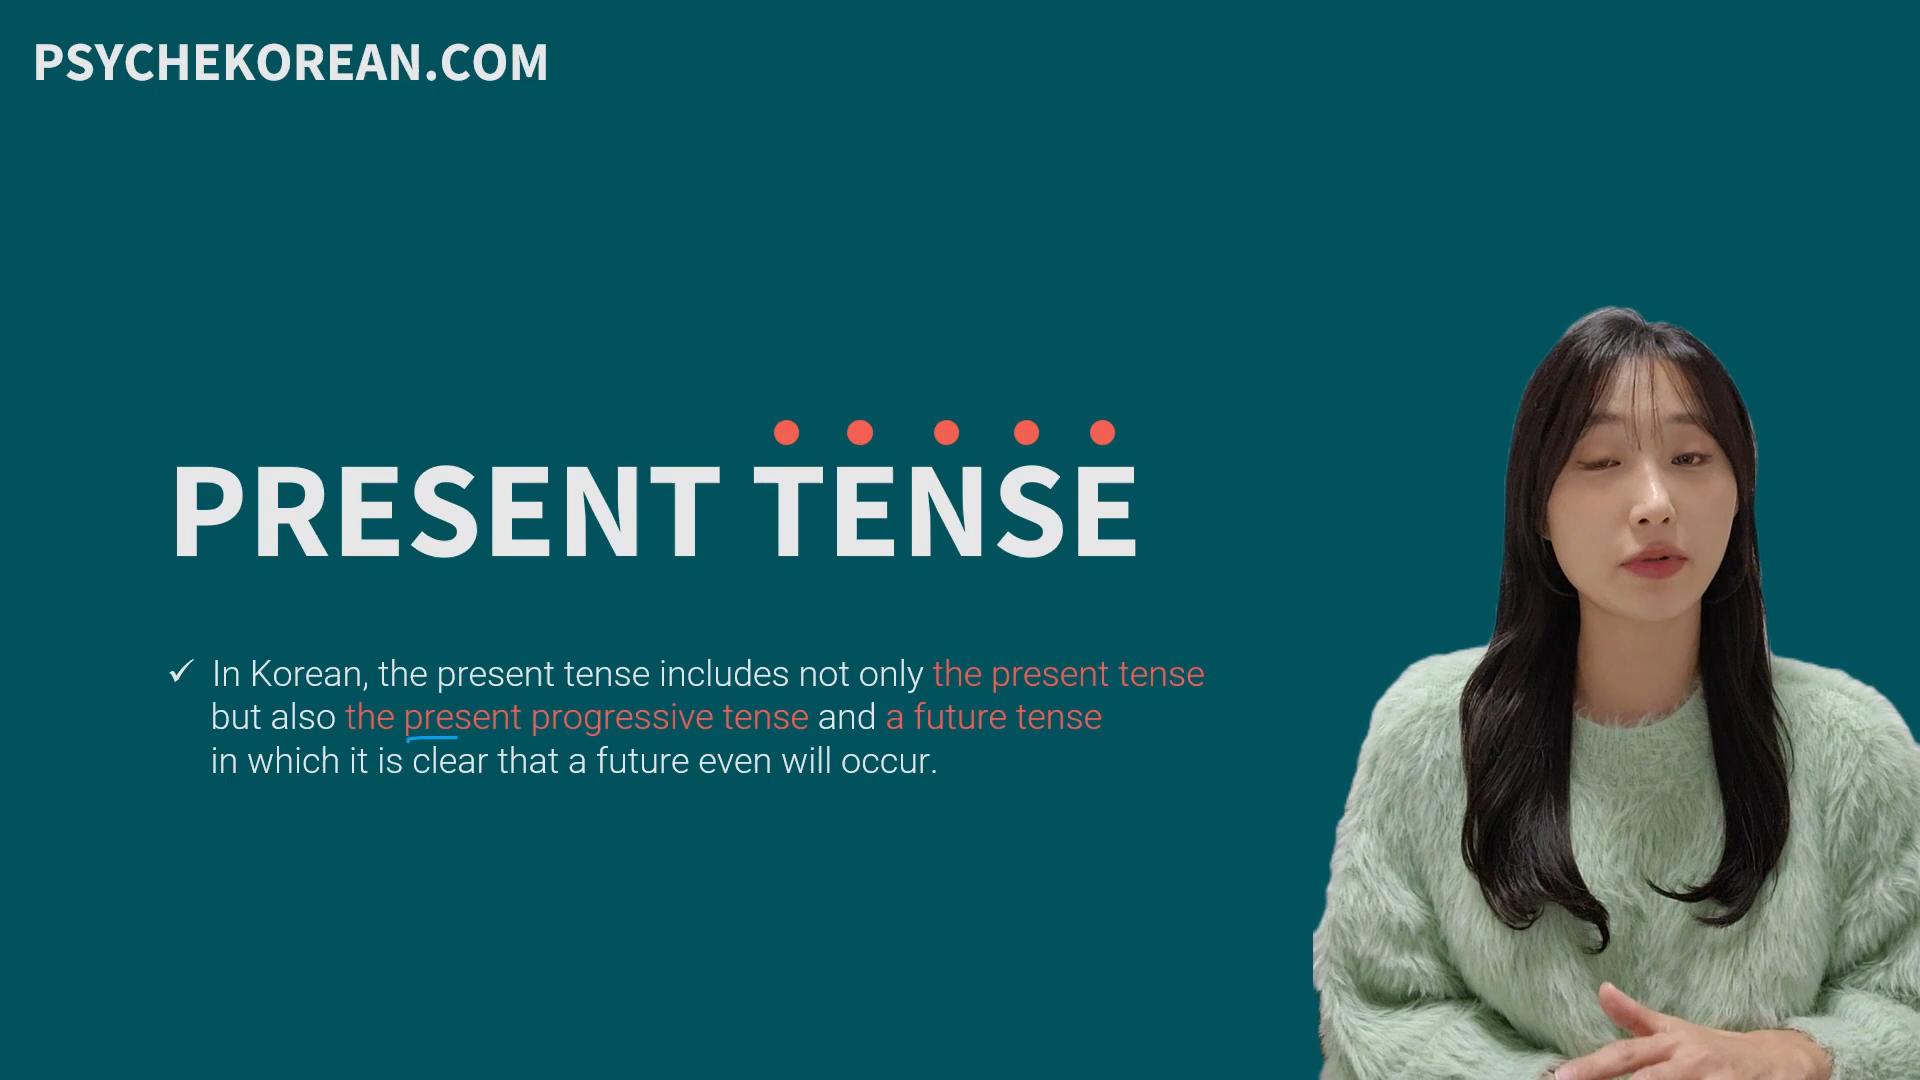 PSYCHEKOREAN.COM
PRESENT TENSE
✓ In Korean, the present tense includes not only the present tense
but also the present progressive tense and a future tense
in which it is clear that a future even will occur.